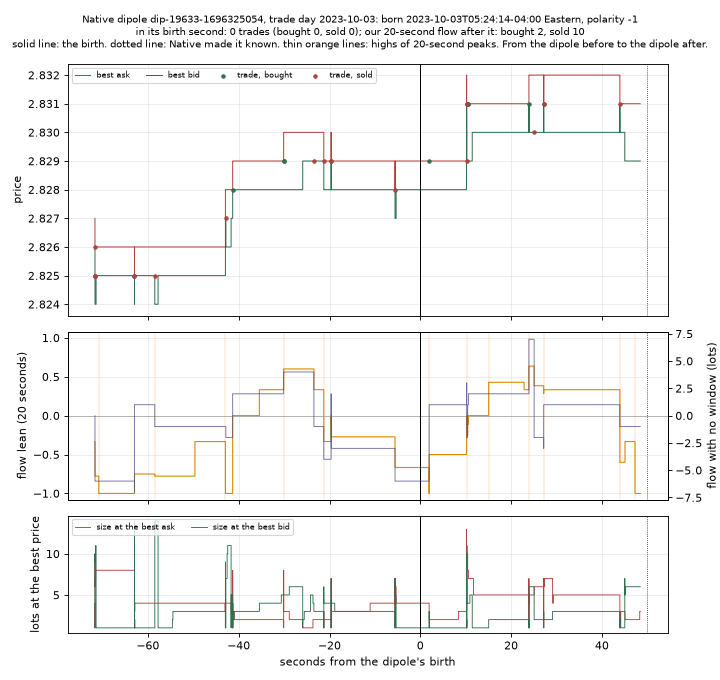 Native dipole dip-19633-1696325054, trade day 2023-10-03: born 2023-10-03T05:24:14-04:00 Eastern, polarity -1
in its birth second: 0 trades (bought 0, sold 0); our 20-second flow after it: bought 2, sold 10
solid line: the birth. dotted line: Native made it known. thin orange lines: highs of 20-second peaks. From the dipole before to the dipole after.
best ask
best bid
trade, bought
trade, sold
2.832
2.831
2.830
2.829
2.828
2.827
2.826
2.825
2.824
price
1.0
0.5
0.0
−0.5
−1.0
flow lean (20 seconds)
7.5
5.0
2.5
0.0
−2.5
−5.0
−7.5
flow with no window (lots)
size at the best ask
size at the best bid
10
5
lots at the best price
−60
−40
−20
0
20
40
seconds from the dipole's birth